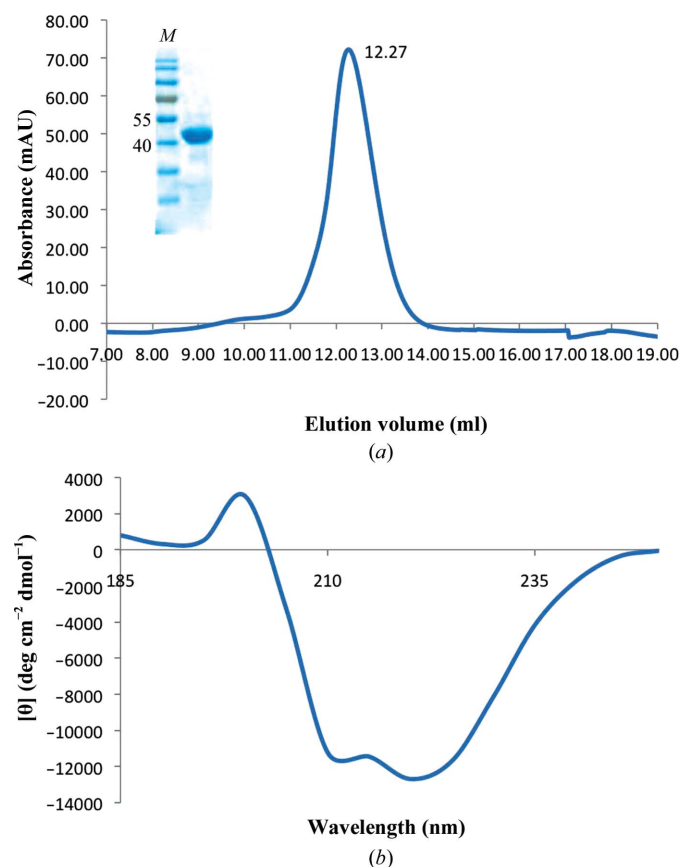 80.00
70.00
60.00
50.00
40.00
30.00
20.00
10.00
0.00
-10.00
-20.00
Absorbance (mAU)
M
55
40
12.27
7.00 8.00 9.00 10.00 11.00 12.00 13.00 14.00 15.00 16.00 17.00 18.00 19.00
Elution volume (ml)
(a)
4000
2000
0
-2000
-4000
-6000
-8000
-10000
-12000
-14000
[θ] (deg cm⁻² dmol⁻¹)
185 210 235
Wavelength (nm)
(b)